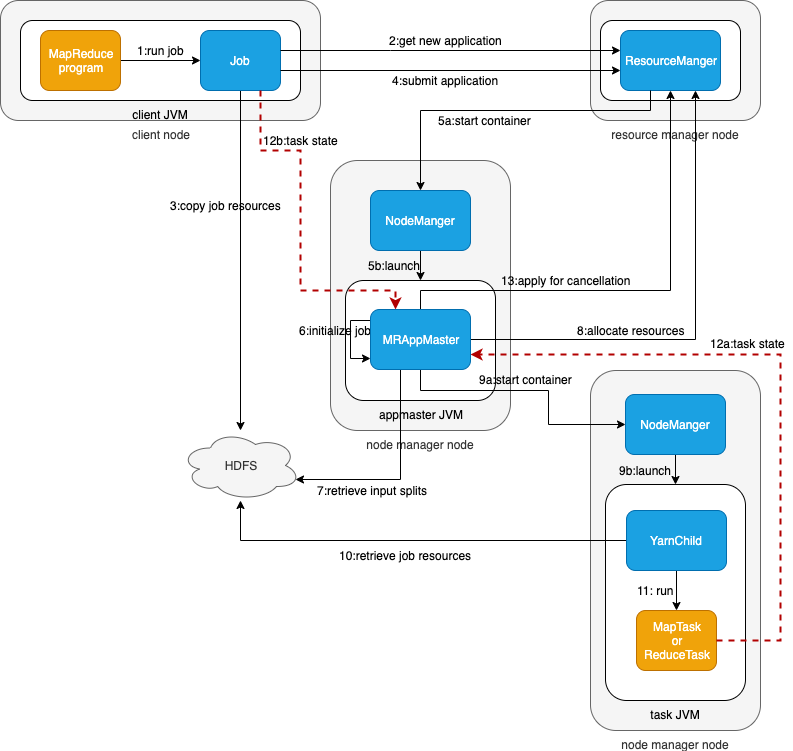 2:get new application
MapReduce
program
1:run job
Job
ResourceManger
4:submit application
client JVM
client node
5a:start container
resource manager node
12b:task state
3:copy job resources
NodeManger
5b:launch
13:apply for cancellation
6:initialize job
MRAppMaster
8:allocate resources
12a:task state
9a:start container
appmaster JVM
node manager node
NodeManger
HDFS
9b:launch
7:retrieve input splits
YarnChild
10:retrieve job resources
11: run
MapTask
or
ReduceTask
task JVM
node manager node